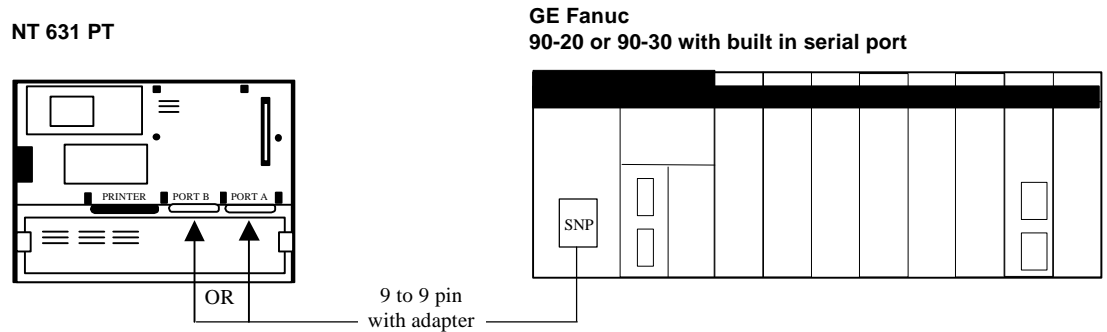 NT 631 PT
GE Fanuc
90-20 or 90-30 with built in serial port
PRINTER PORT B PORT A
SNP
OR
9 to 9 pin
with adapter